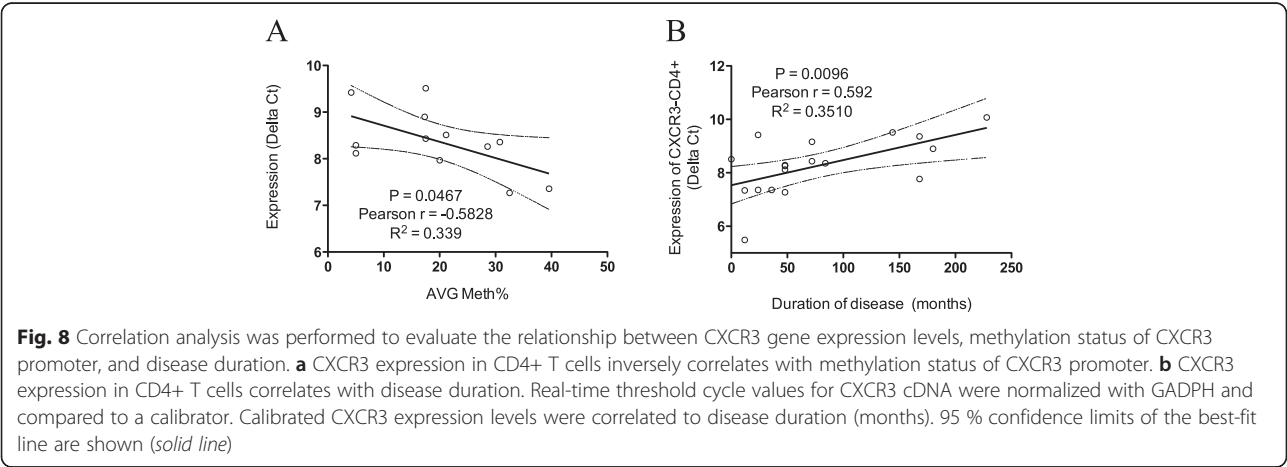 A
Expression (Delta Ct)
10
9
8
7
6
P = 0.0467
Pearson r = -0.5828
R² = 0.339
0 10 20 30 40 50
AVG Meth%
B
Expression of CXCR3-CD4+
(Delta Ct)
12
10
8
6
P = 0.0096
Pearson r = 0.592
R² = 0.3510
0 50 100 150 200 250
Duration of disease (months)
Fig. 8 Correlation analysis was performed to evaluate the relationship between CXCR3 gene expression levels, methylation status of CXCR3
promoter, and disease duration. a CXCR3 expression in CD4+ T cells inversely correlates with methylation status of CXCR3 promoter. b CXCR3
expression in CD4+ T cells correlates with disease duration. Real-time threshold cycle values for CXCR3 cDNA were normalized with GADPH and
compared to a calibrator. Calibrated CXCR3 expression levels were correlated to disease duration (months). 95 % confidence limits of the best-fit
line are shown (solid line)